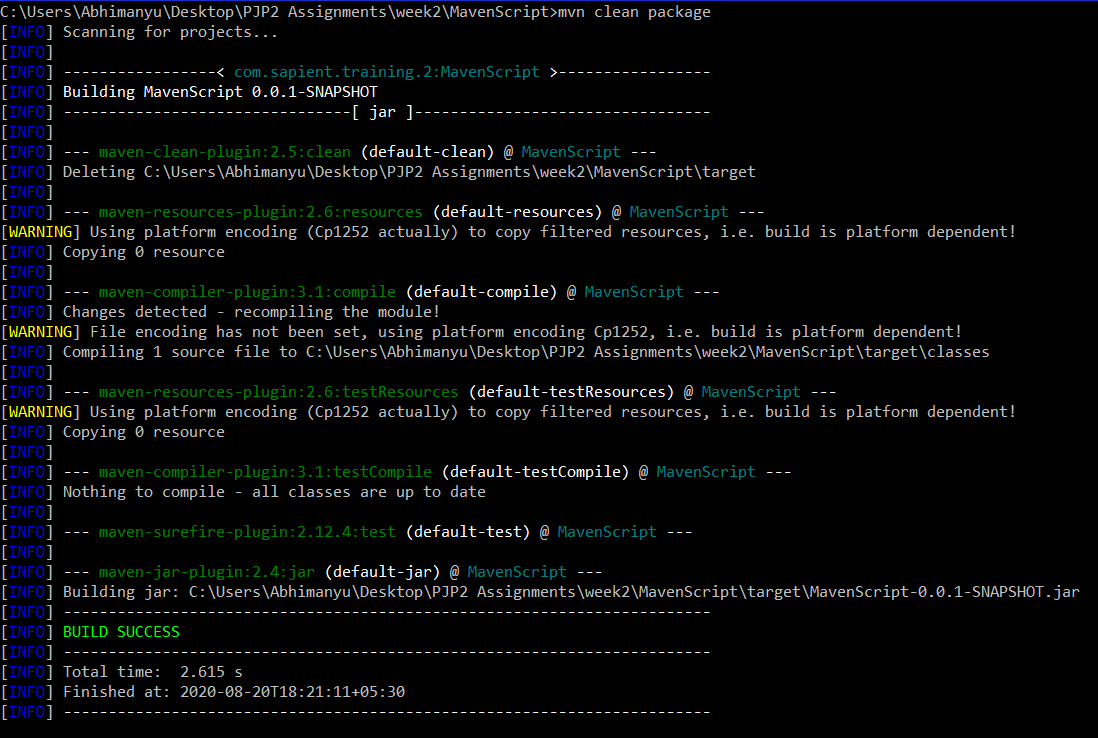 C:\Users\Abhimanyu\Desktop\PJP2 Assignments\week2\MavenScript>mvn clean package
[INFO] Scanning for projects...
[INFO]
[INFO] -----------------< com.sapient.training.2:MavenScript >-----------------
[INFO] Building MavenScript 0.0.1-SNAPSHOT
[INFO] --------------------------------[ jar ]---------------------------------
[INFO]
[INFO] --- maven-clean-plugin:2.5:clean (default-clean) @ MavenScript ---
[INFO] Deleting C:\Users\Abhimanyu\Desktop\PJP2 Assignments\week2\MavenScript\target
[INFO]
[INFO] --- maven-resources-plugin:2.6:resources (default-resources) @ MavenScript ---
[WARNING] Using platform encoding (Cp1252 actually) to copy filtered resources, i.e. build is platform dependent!
[INFO] Copying 0 resource
[INFO]
[INFO] --- maven-compiler-plugin:3.1:compile (default-compile) @ MavenScript ---
[INFO] Changes detected - recompiling the module!
[WARNING] File encoding has not been set, using platform encoding Cp1252, i.e. build is platform dependent!
[INFO] Compiling 1 source file to C:\Users\Abhimanyu\Desktop\PJP2 Assignments\week2\MavenScript\target\classes
[INFO]
[INFO] --- maven-resources-plugin:2.6:testResources (default-testResources) @ MavenScript ---
[WARNING] Using platform encoding (Cp1252 actually) to copy filtered resources, i.e. build is platform dependent!
[INFO] Copying 0 resource
[INFO]
[INFO] --- maven-compiler-plugin:3.1:testCompile (default-testCompile) @ MavenScript ---
[INFO] Nothing to compile - all classes are up to date
[INFO]
[INFO] --- maven-surefire-plugin:2.12.4:test (default-test) @ MavenScript ---
[INFO]
[INFO] --- maven-jar-plugin:2.4:jar (default-jar) @ MavenScript ---
[INFO] Building jar: C:\Users\Abhimanyu\Desktop\PJP2 Assignments\week2\MavenScript\target\MavenScript-0.0.1-SNAPSHOT.jar
[INFO] ------------------------------------------------------------------------
[INFO] BUILD SUCCESS
[INFO] ------------------------------------------------------------------------
[INFO] Total time:  2.615 s
[INFO] Finished at: 2020-08-20T18:21:11+05:30
[INFO] ------------------------------------------------------------------------